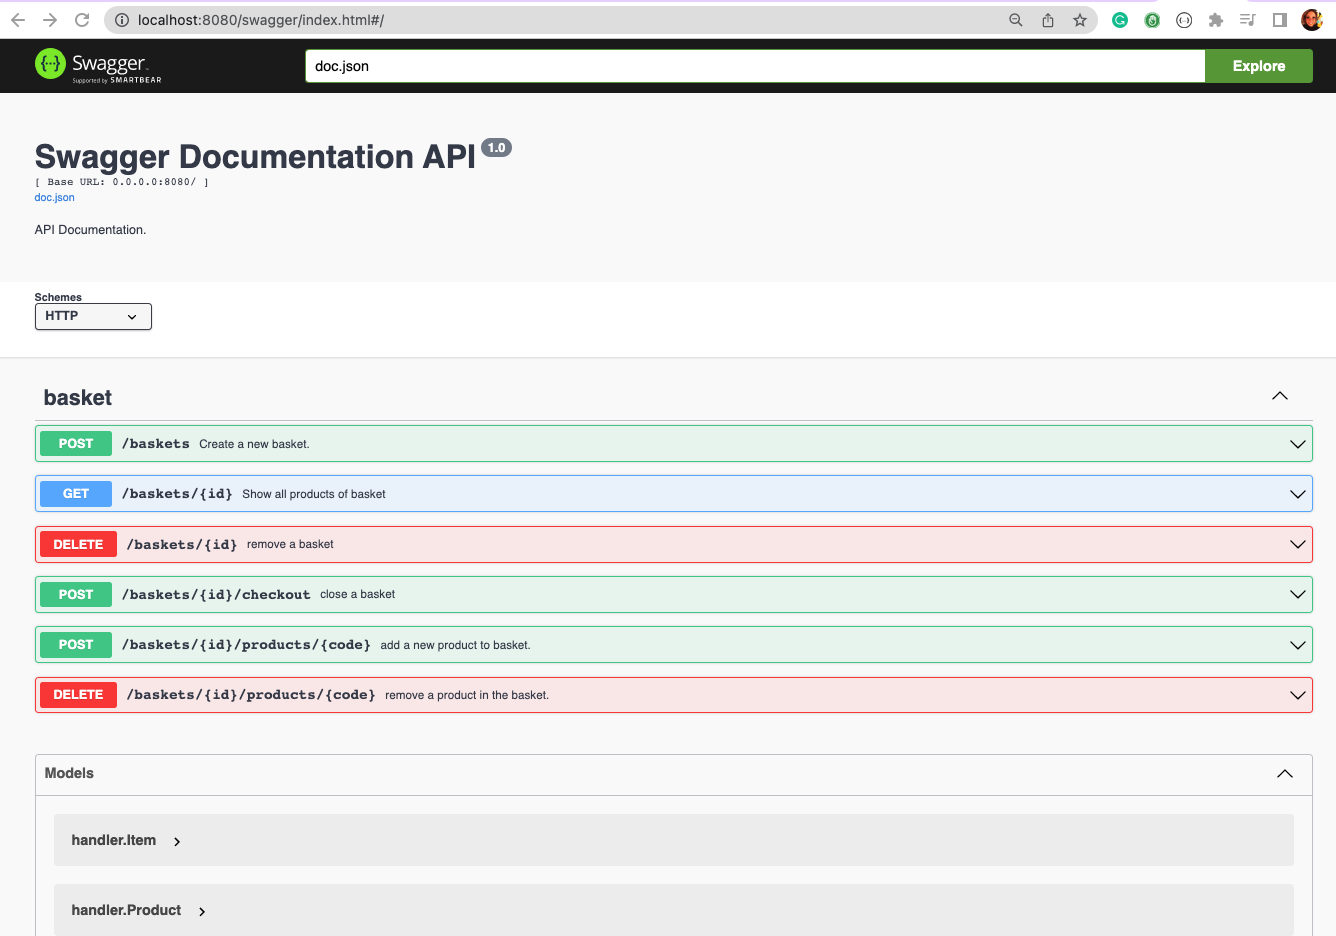 localhost:8080/swagger/index.html#/
Swagger
Supported by SMARTBEAR
doc.json
Explore
Swagger Documentation API 1.0
[ Base URL: 0.0.0.0:8080/ ]
doc.json
API Documentation.
Schemes
HTTP
basket
POST /baskets Create a new basket.
GET /baskets/{id} Show all products of basket
DELETE /baskets/{id} remove a basket
POST /baskets/{id}/checkout close a basket
POST /baskets/{id}/products/{code} add a new product to basket.
DELETE /baskets/{id}/products/{code} remove a product in the basket.
Models
handler.Item
handler.Product